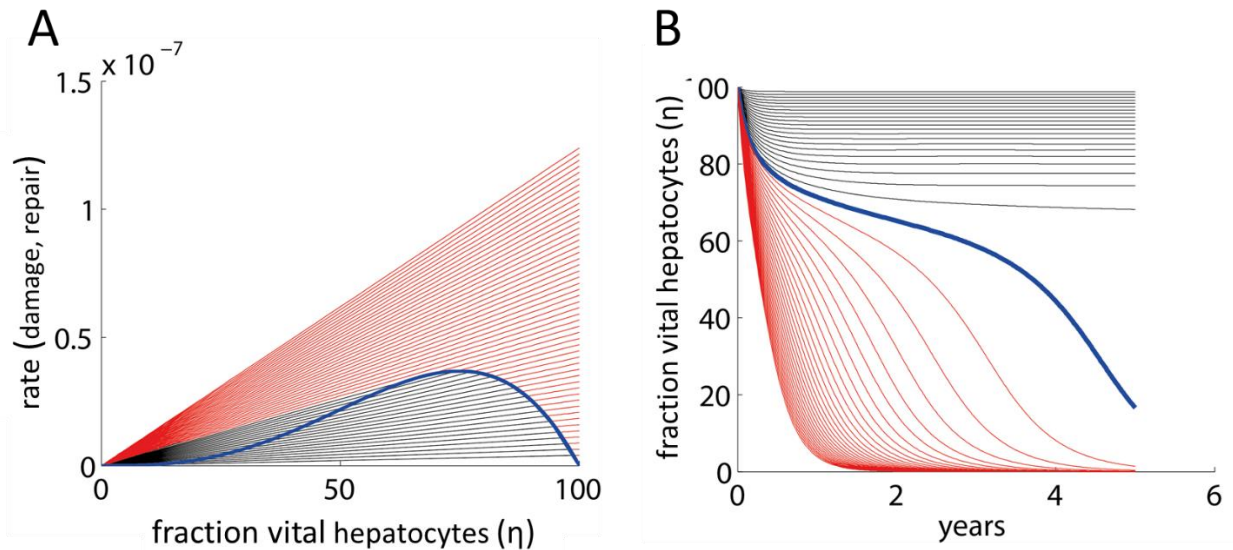 A
x 10 −7
1.5
1
0.5
0
rate (damage, repair)
0 50 100
fraction vital hepatocytes (η)
B
00
80
60
40
20
0
fraction vital hepatocytes (η)
0 2 4 6
years